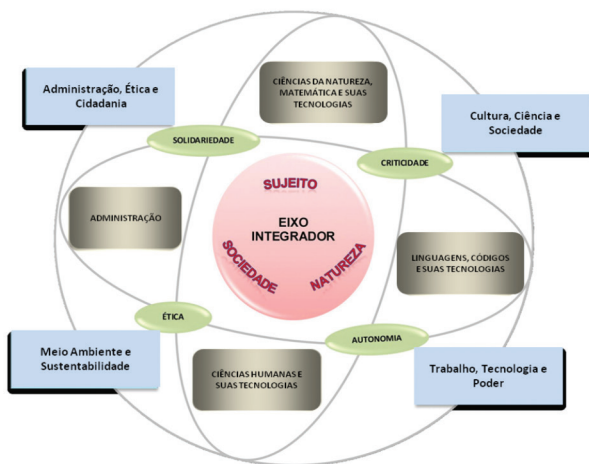 Administração, Ética e
Cidadania
CIÊNCIAS DA NATUREZA,
MATEMÁTICA E SUAS
TECNOLOGIAS
Cultura, Ciência e
Sociedade
SOLIDARIEDADE
CRITICIDADE
SUJEITO
EIXO
INTEGRADOR
SOCIEDADE
NATUREZA
ADMINISTRAÇÃO
LINGUAGENS, CÓDIGOS
E SUAS TECNOLOGIAS
ÉTICA
AUTONOMIA
Meio Ambiente e
Sustentabilidade
CIÊNCIAS HUMANAS E
SUAS TECNOLOGIAS
Trabalho, Tecnologia e
Poder